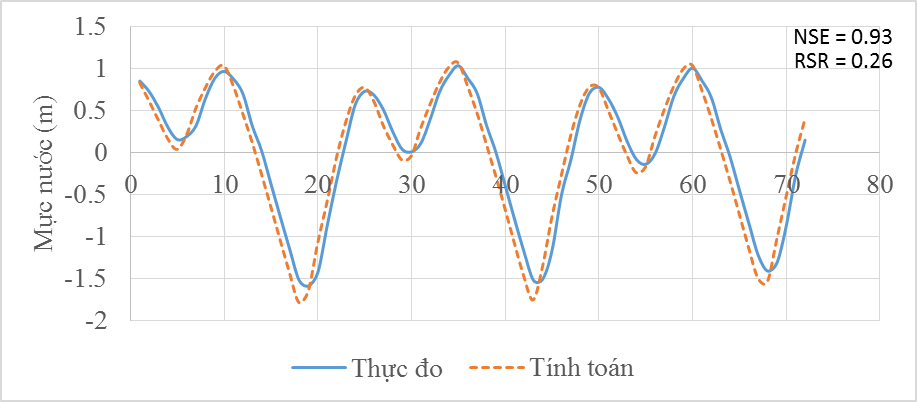 NSE = 0.93
RSR = 0.26
Mực nước (m)
1.5
1
0.5
0
-0.5
-1
-1.5
-2
0 10 20 30 40 50 60 70 80
Thực đo Tính toán